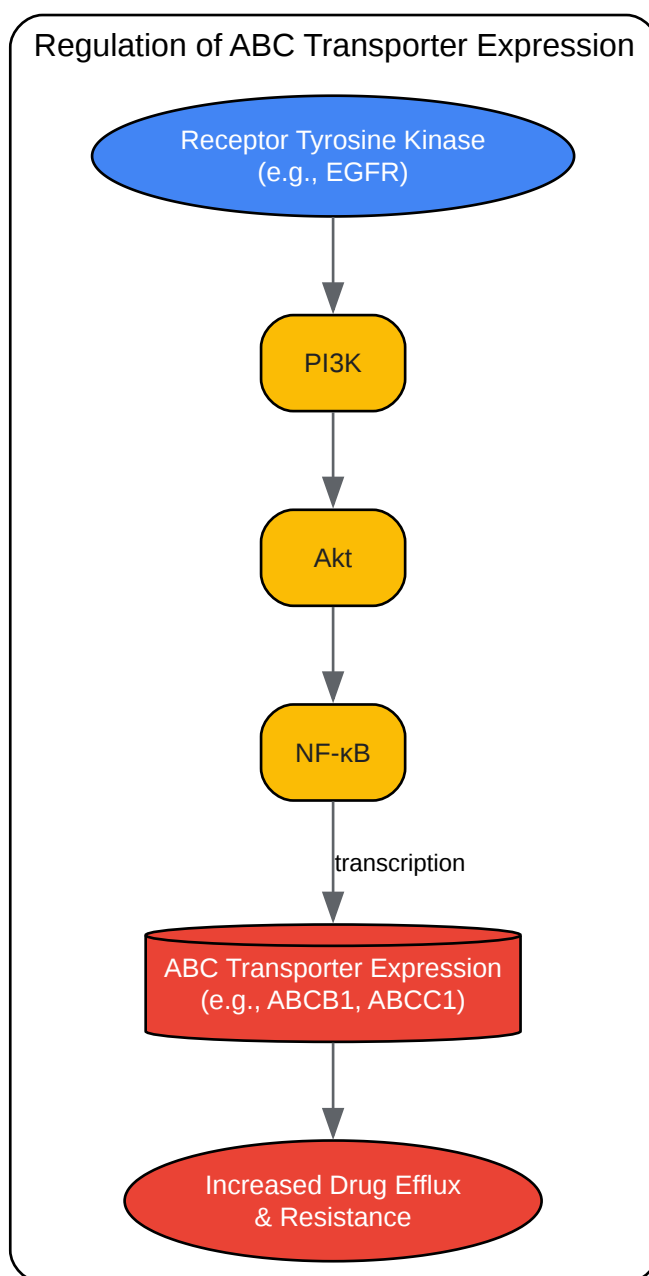 Regulation of ABC Transporter Expression
Receptor Tyrosine Kinase
(e.g., EGFR)
PI3K
Akt
NF-κB
transcription
ABC Transporter Expression
(e.g., ABCB1, ABCC1)
Increased Drug Efflux
& Resistance